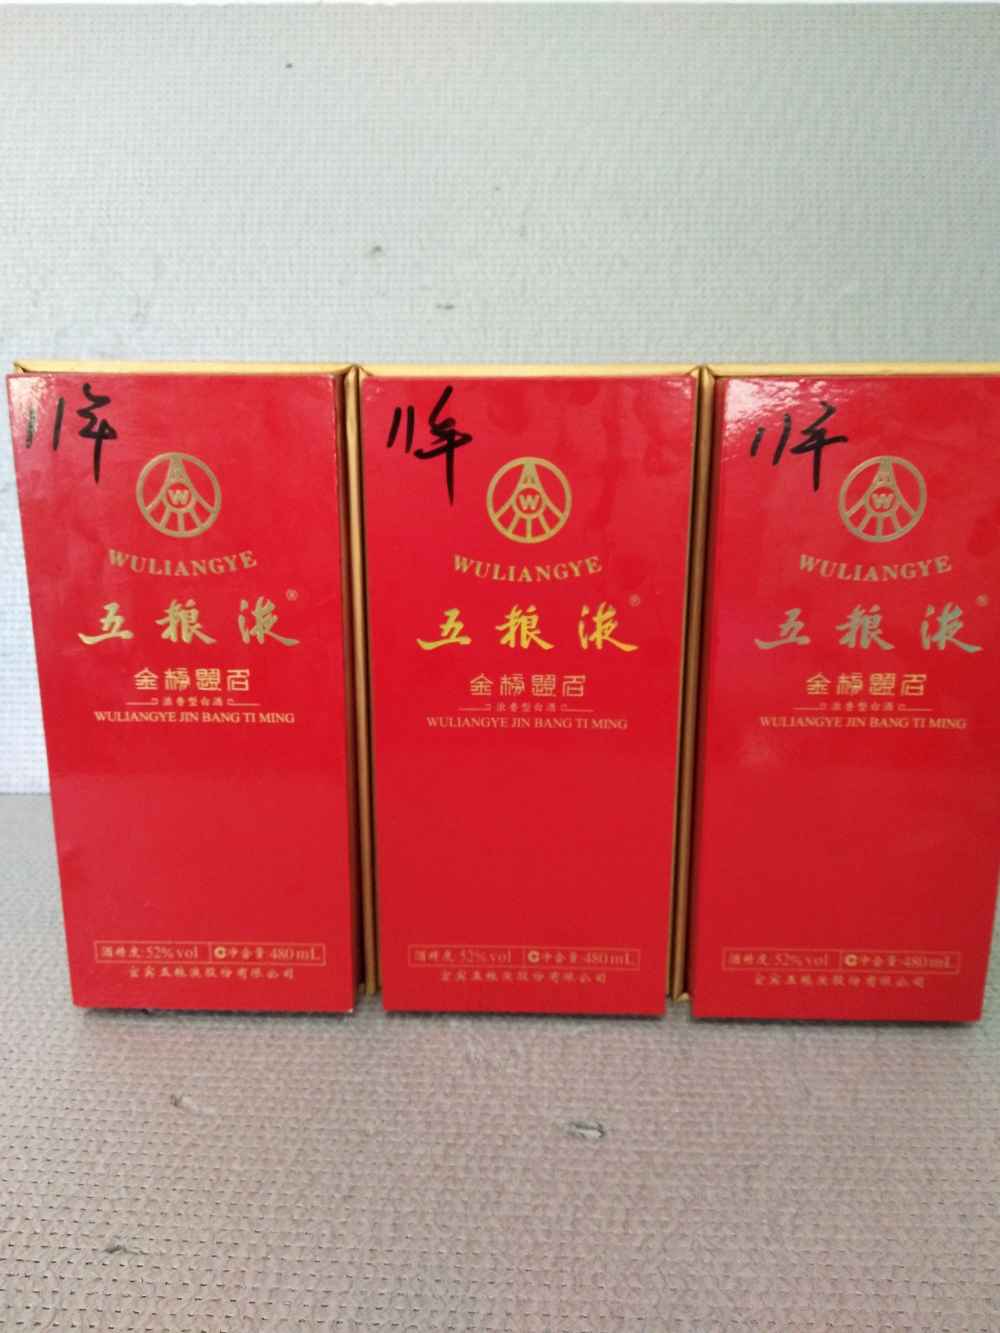 11年
W
WULIANGYE
五粮液®
金榜题名
浓香型白酒
WULIANGYE JIN BANG TI MING
酒精度:52%vol C净含量:480mL
宜宾五粮液股份有限公司
11年
W
WULIANGYE
五粮液®
金榜题名
浓香型白酒
WULIANGYE JIN BANG TI MING
酒精度:52%vol C净含量:480mL
宜宾五粮液股份有限公司
11年
W
WULIANGYE
五粮液®
金榜题名
浓香型白酒
WULIANGYE JIN BANG TI MING
酒精度:52%vol C净含量:480mL
宜宾五粮液股份有限公司